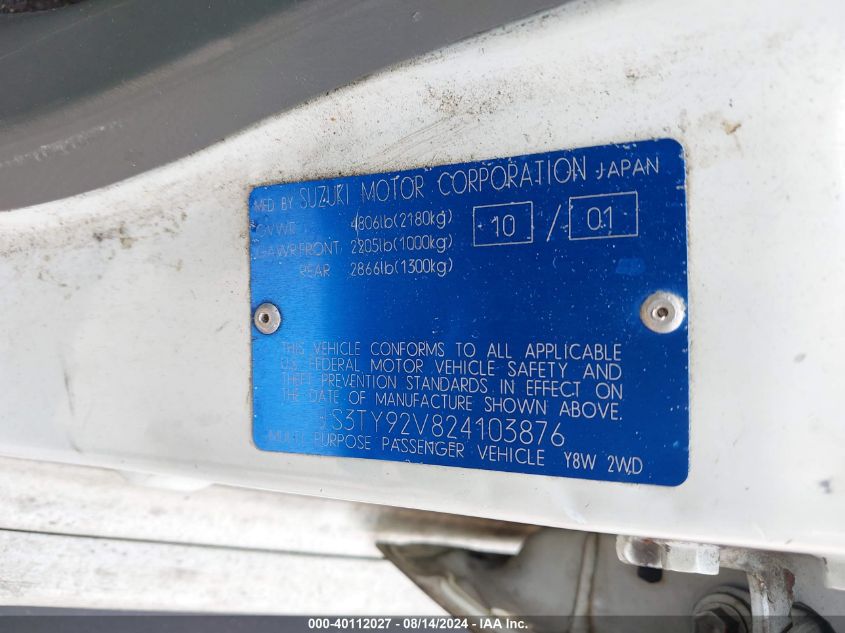 MFD BY SUZUKI MOTOR CORPORATION JAPAN
GVWR 4806lb(2180kg) 10 / 01
GAWR FRONT 2205lb(1000kg)
REAR 2866lb(1300kg)
THIS VEHICLE CONFORMS TO ALL APPLICABLE
U.S. FEDERAL MOTOR VEHICLE SAFETY AND
THEFT PREVENTION STANDARDS IN EFFECT ON
THE DATE OF MANUFACTURE SHOWN ABOVE.
JS3TY92V824103876
MULTI PURPOSE PASSENGER VEHICLE Y8W 2WD
000-40112027 - 08/14/2024 - IAA Inc.